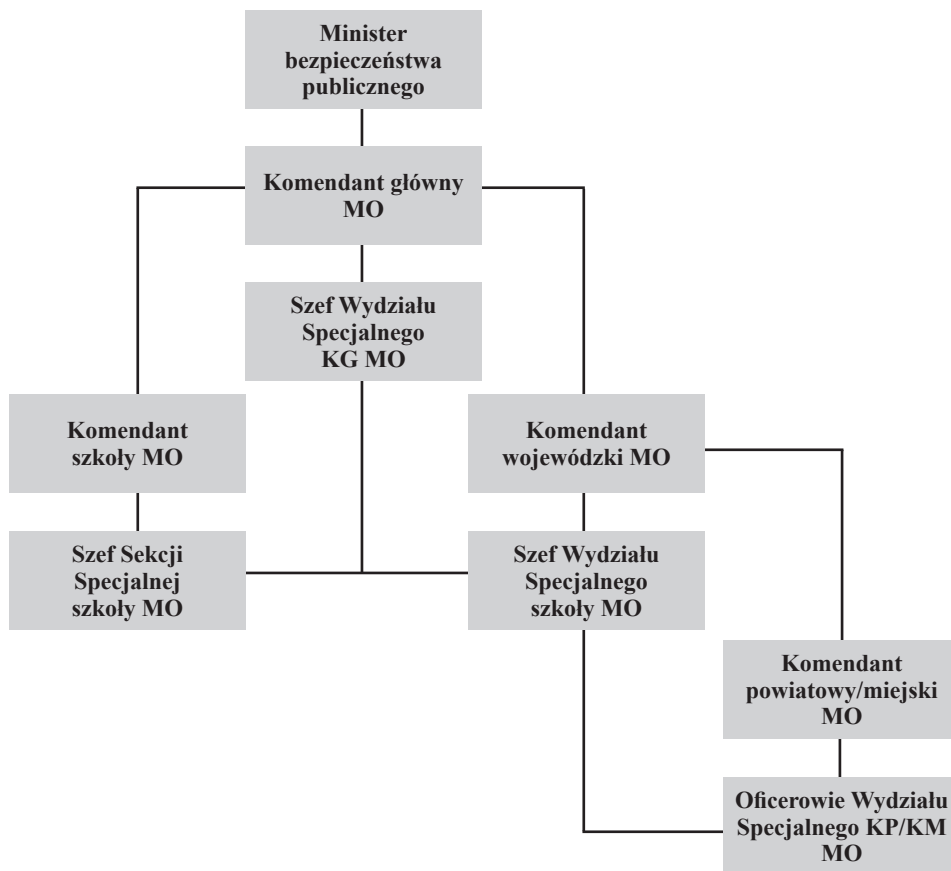 Minister
bezpieczeństwa
publicznego
Komendant główny
MO
Szef Wydziału
Specjalnego
KG MO
Komendant
szkoły MO
Komendant
wojewódzki MO
Szef Sekcji
Specjalnej
szkoły MO
Szef Wydziału
Specjalnego
szkoły MO
Komendant
powiatowy/miejski
MO
Oficerowie Wydziału
Specjalnego KP/KM
MO